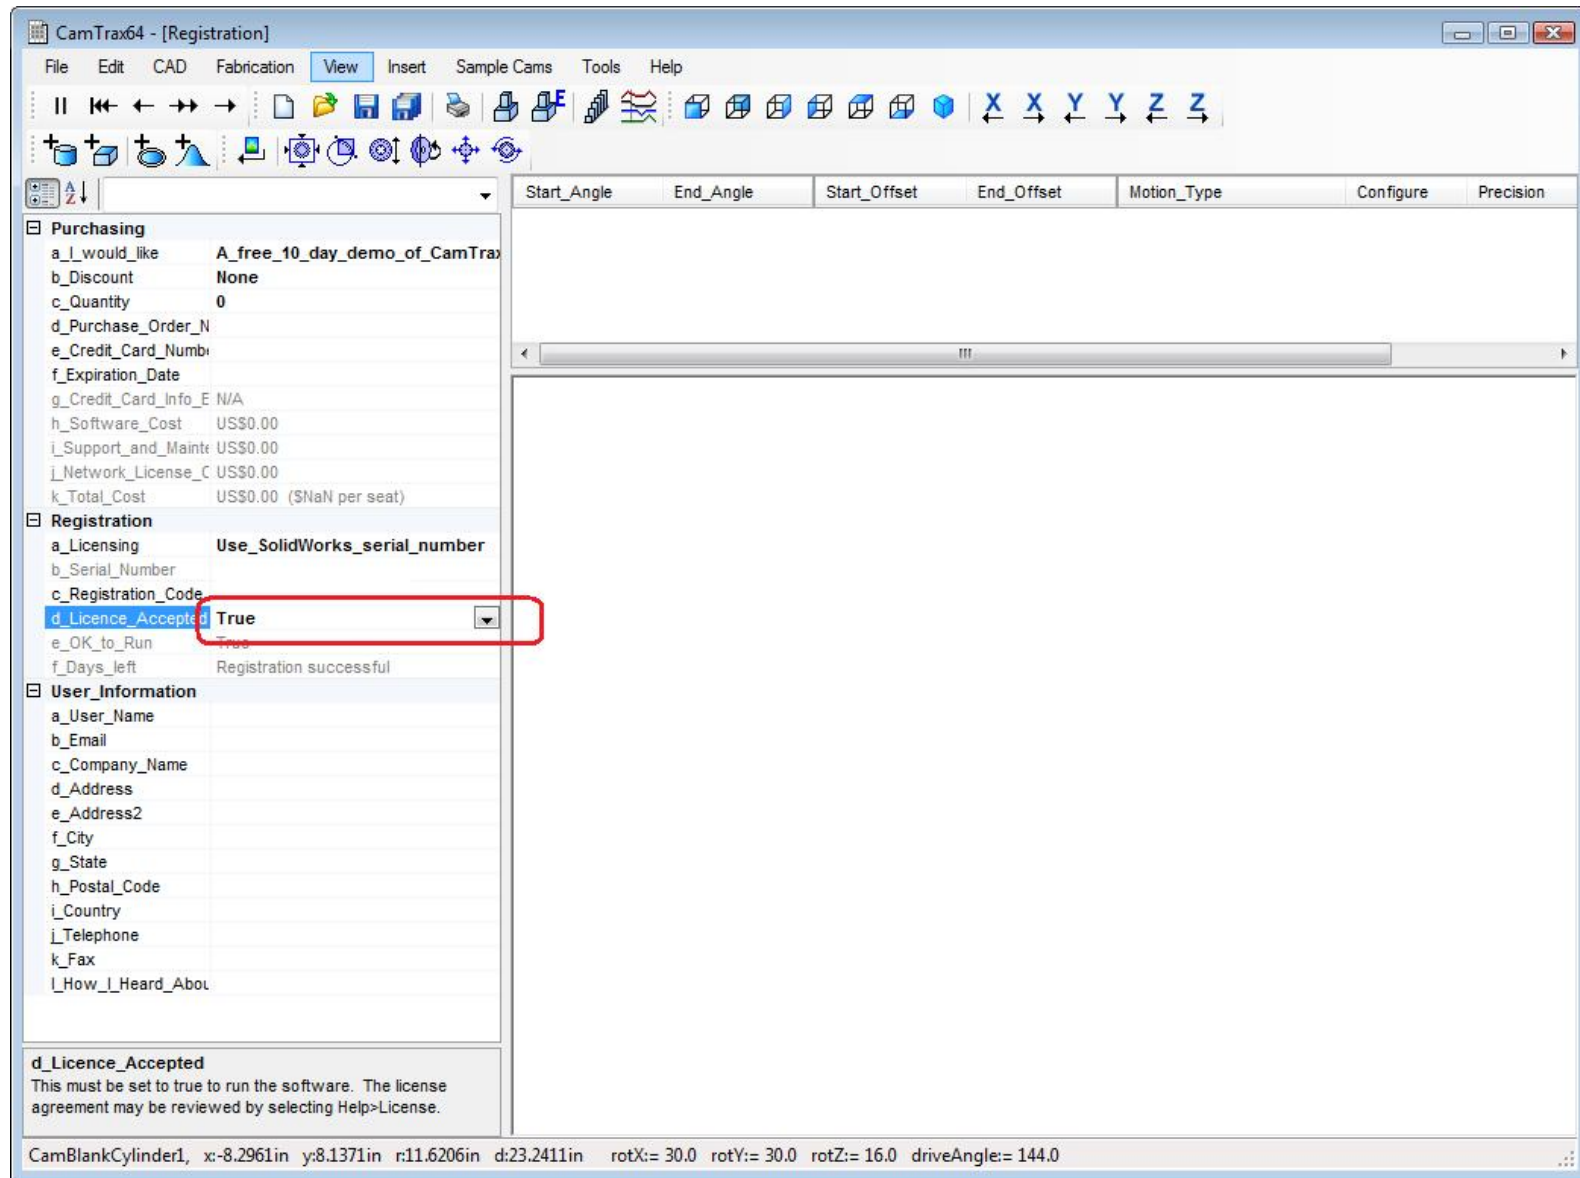 CamTrax64 - [Registration]
File Edit CAD Fabrication View Insert Sample Cams Tools Help
E X X Y Y Z Z
A Z
Start_Angle End_Angle Start_Offset End_Offset Motion_Type Configure Precision
Purchasing
a_I_would_like A_free_10_day_demo_of_CamTrax
b_Discount None
c_Quantity 0
d_Purchase_Order_N
e_Credit_Card_Numb
f_Expiration_Date
g_Credit_Card_Info_E N/A
h_Software_Cost US$0.00
i_Support_and_Mainte US$0.00
j_Network_License_C US$0.00
k_Total_Cost US$0.00 ($NaN per seat)
Registration
a_Licensing Use_SolidWorks_serial_number
b_Serial_Number
c_Registration_Code
d_Licence_Accepted True
e_OK_to_Run True
f_Days_left Registration successful
User_Information
a_User_Name
b_Email
c_Company_Name
d_Address
e_Address2
f_City
g_State
h_Postal_Code
i_Country
j_Telephone
k_Fax
l_How_I_Heard_Abou
d_Licence_Accepted
This must be set to true to run the software. The license
agreement may be reviewed by selecting Help>License.
CamBlankCylinder1, x:-8.2961in y:8.1371in r:11.6206in d:23.2411in rotX:= 30.0 rotY:= 30.0 rotZ:= 16.0 driveAngle:= 144.0